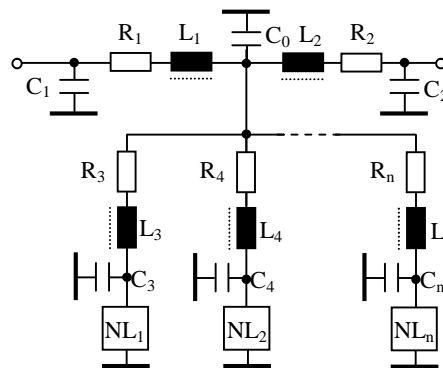 R1 L1 C0 L2 R2
C1 C2
R3 R4 Rn
L3 L4 L
C3 C4 Cn
NL1 NL2 NLn